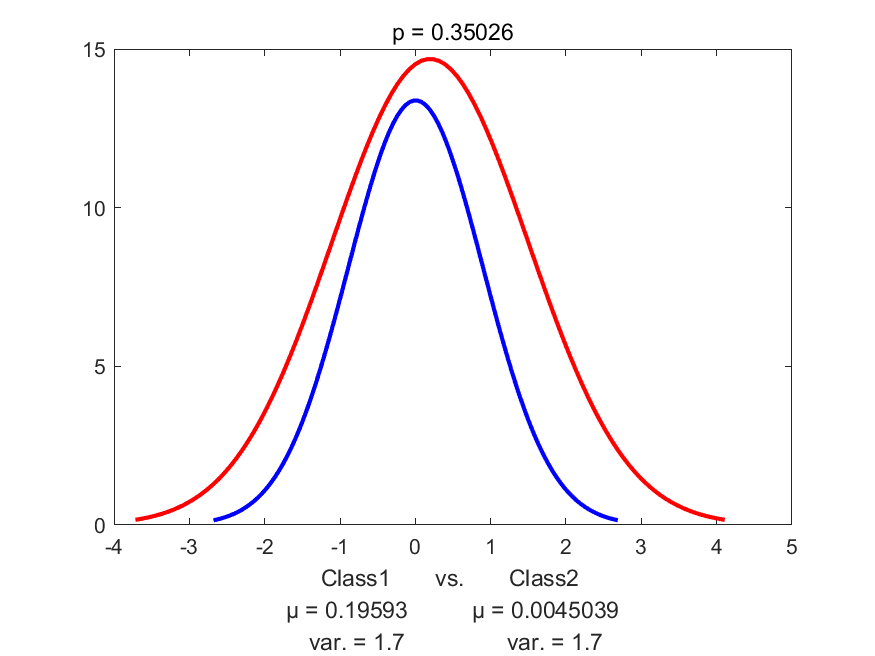 p = 0.35026
15
10
5
0
-4 -3 -2 -1 0 1 2 3 4 5
Class1 vs. Class2
μ = 0.19593 μ = 0.0045039
var. = 1.7 var. = 1.7